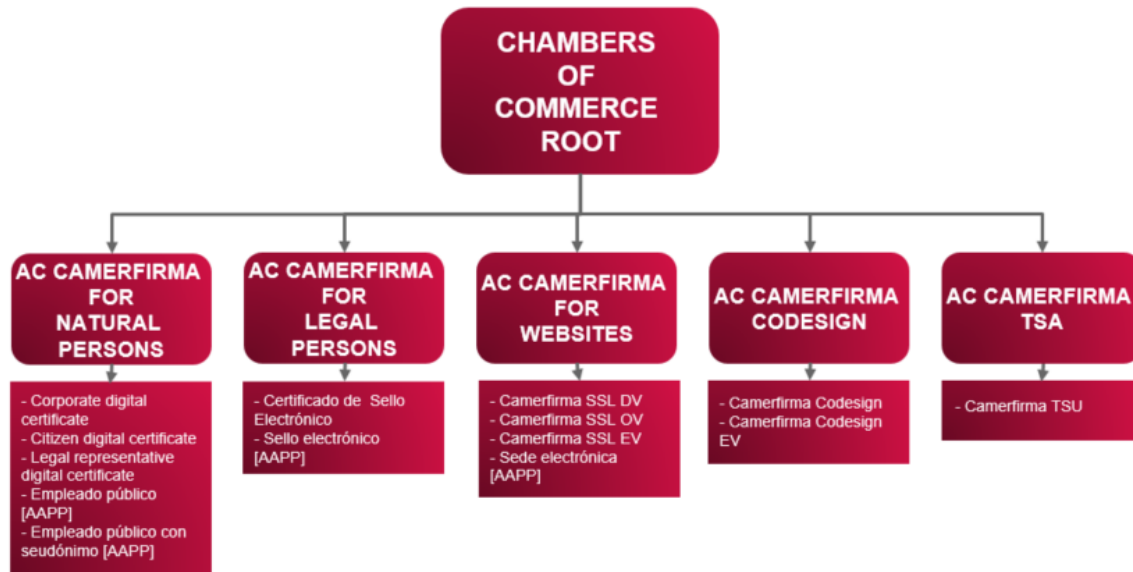 CHAMBERS
OF
COMMERCE
ROOT
AC CAMERFIRMA
FOR
NATURAL
PERSONS
- Corporate digital
certificate
- Citizen digital certificate
- Legal representative
digital certificate
- Empleado público
[AAPP]
- Empleado público con
seudónimo [AAPP]
AC CAMERFIRMA
FOR
LEGAL
PERSONS
- Certificado de Sello
Electrónico
- Sello electrónico
[AAPP]
AC CAMERFIRMA
FOR
WEBSITES
- Camerfirma SSL DV
- Camerfirma SSL OV
- Camerfirma SSL EV
- Sede electrónica
[AAPP]
AC CAMERFIRMA
CODESIGN
- Camerfirma Codesign
- Camerfirma Codesign
EV
AC CAMERFIRMA
TSA
- Camerfirma TSU